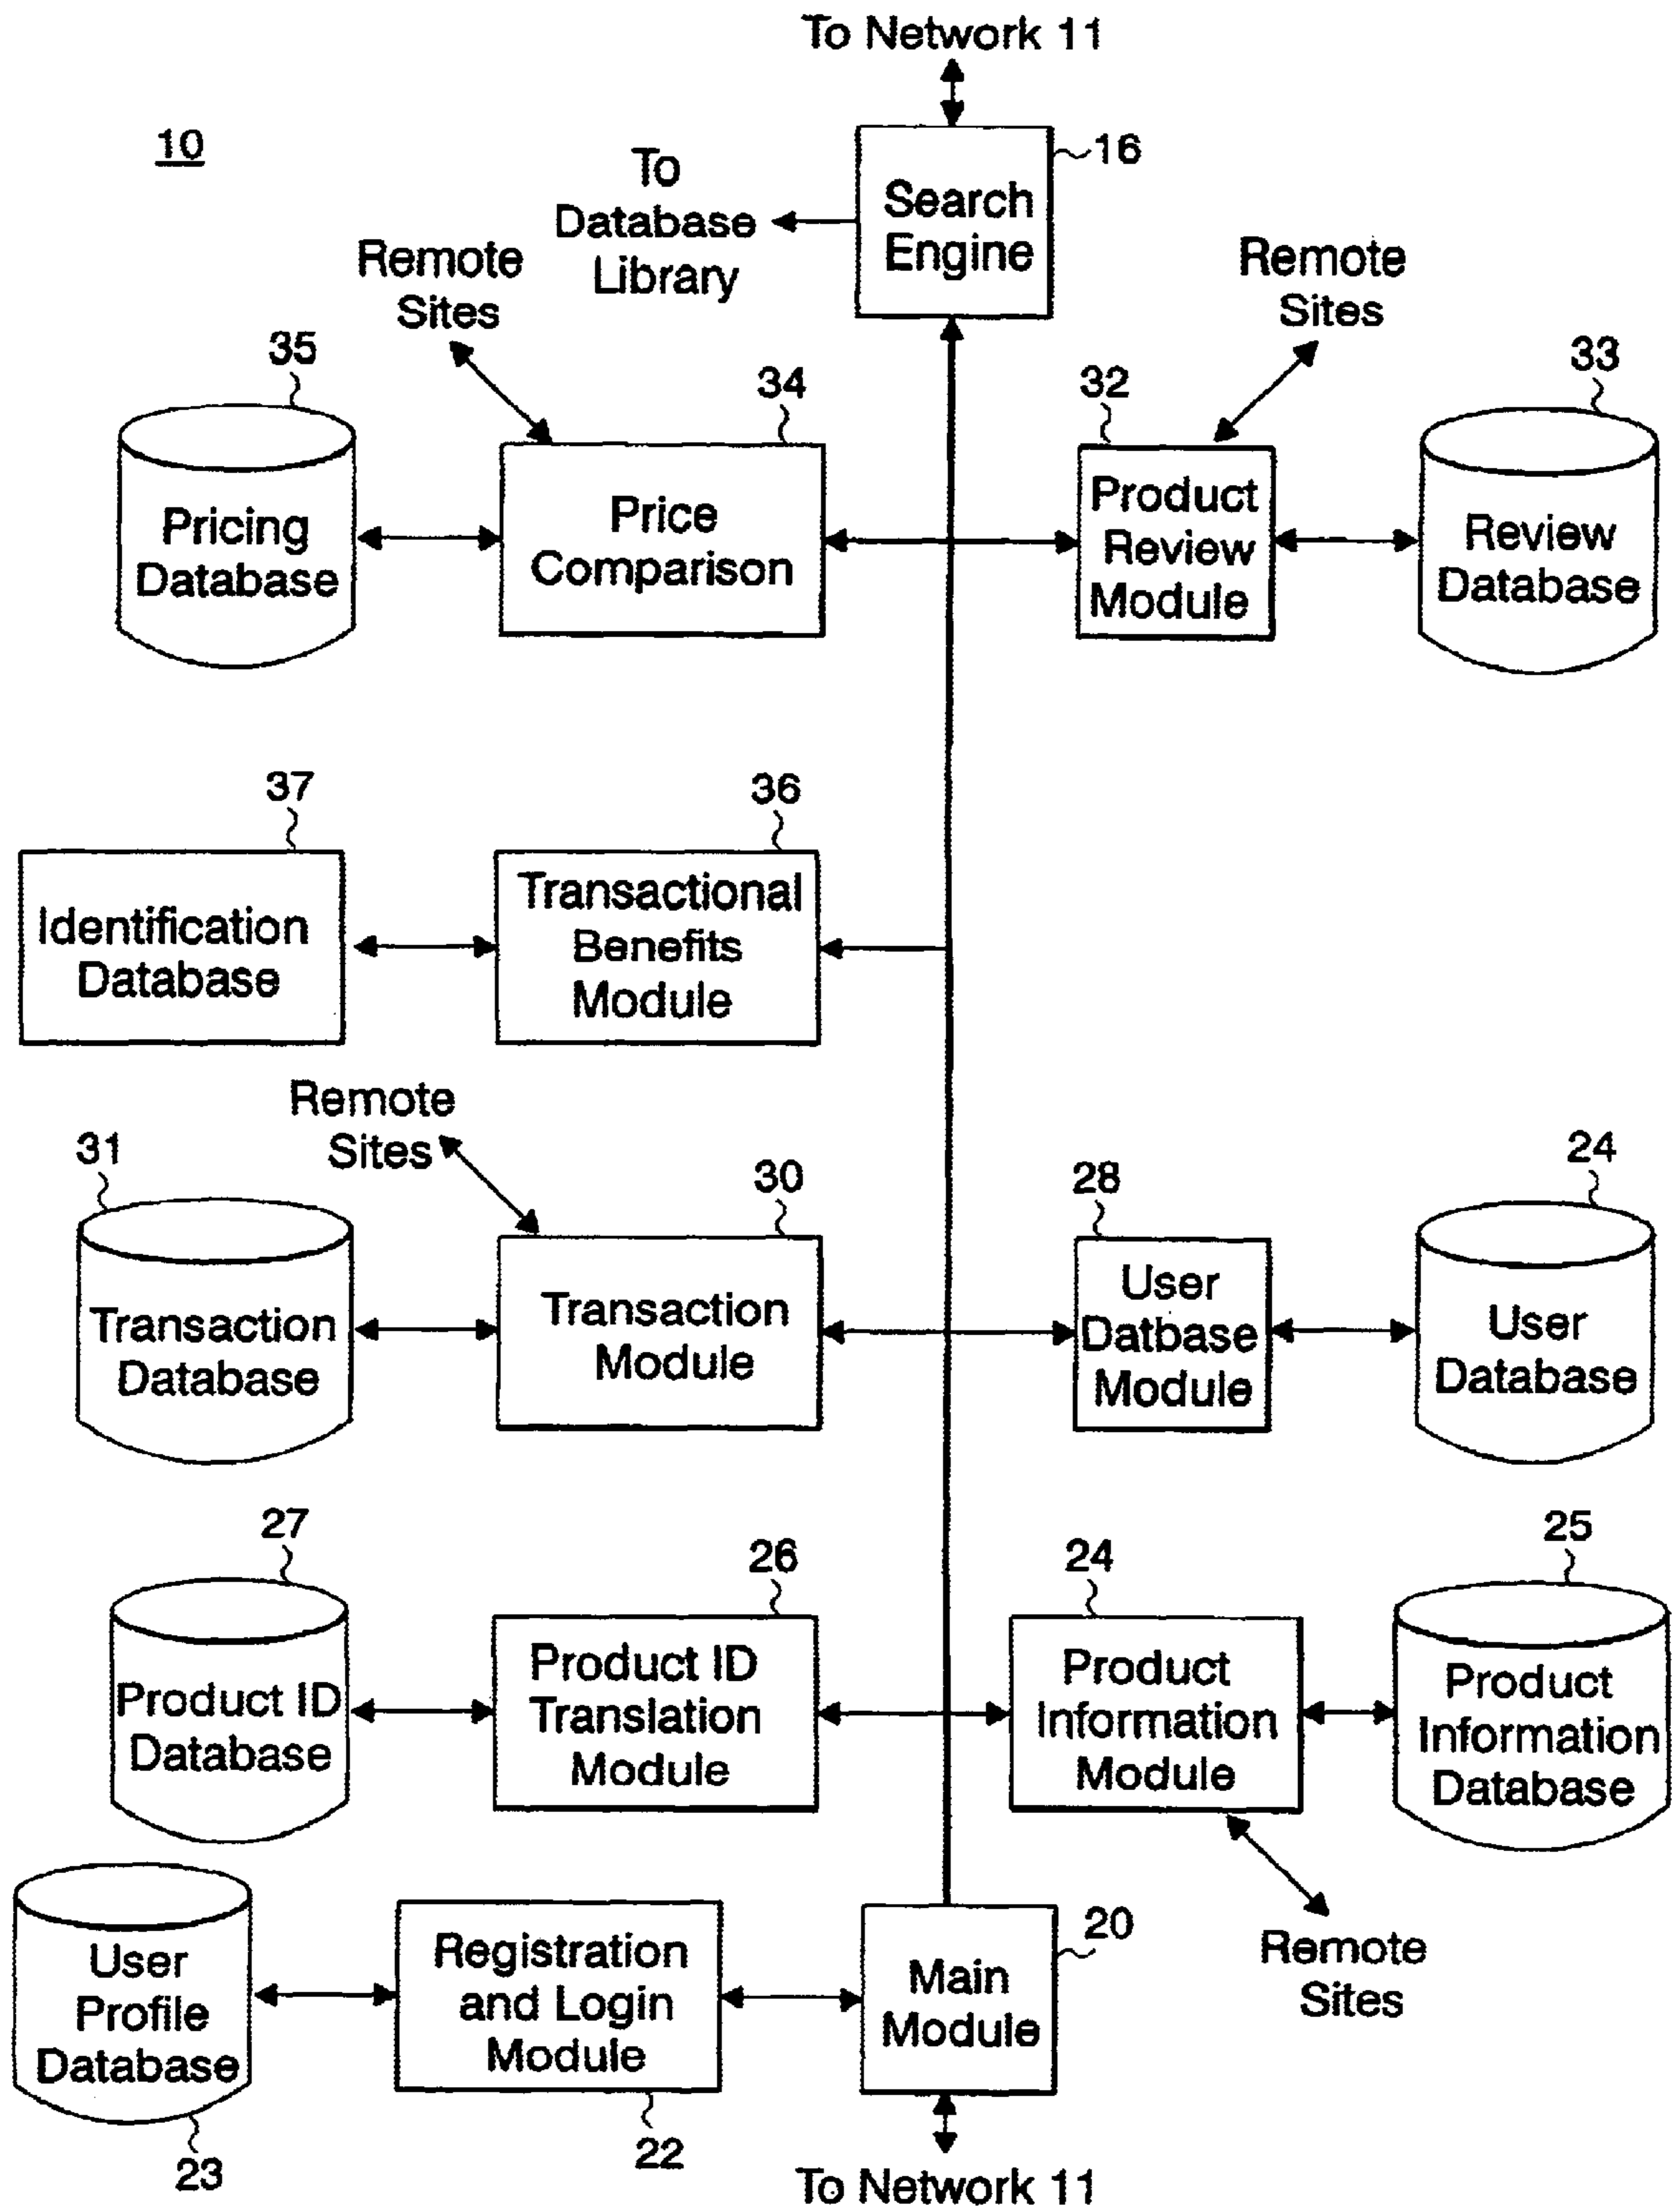 To Network 11
10
16
To
Database
Library
Search
Engine
Remote
Sites
Remote
Sites
35
34
32
33
Pricing
Database
Price
Comparison
Product
Review
Module
Review
Database
37
36
Identification
Database
Transactional
Benefits
Module
Remote
Sites
31
30
28
24
Transaction
Database
Transaction
Module
User
Datbase
Module
User
Database
27
26
24
25
Product ID
Database
Product ID
Translation
Module
Product
Information
Module
Product
Information
Database
User
Profile
Database
Registration
and Login
Module
Main
Module
20
Remote
Sites
23
22
To Network 11